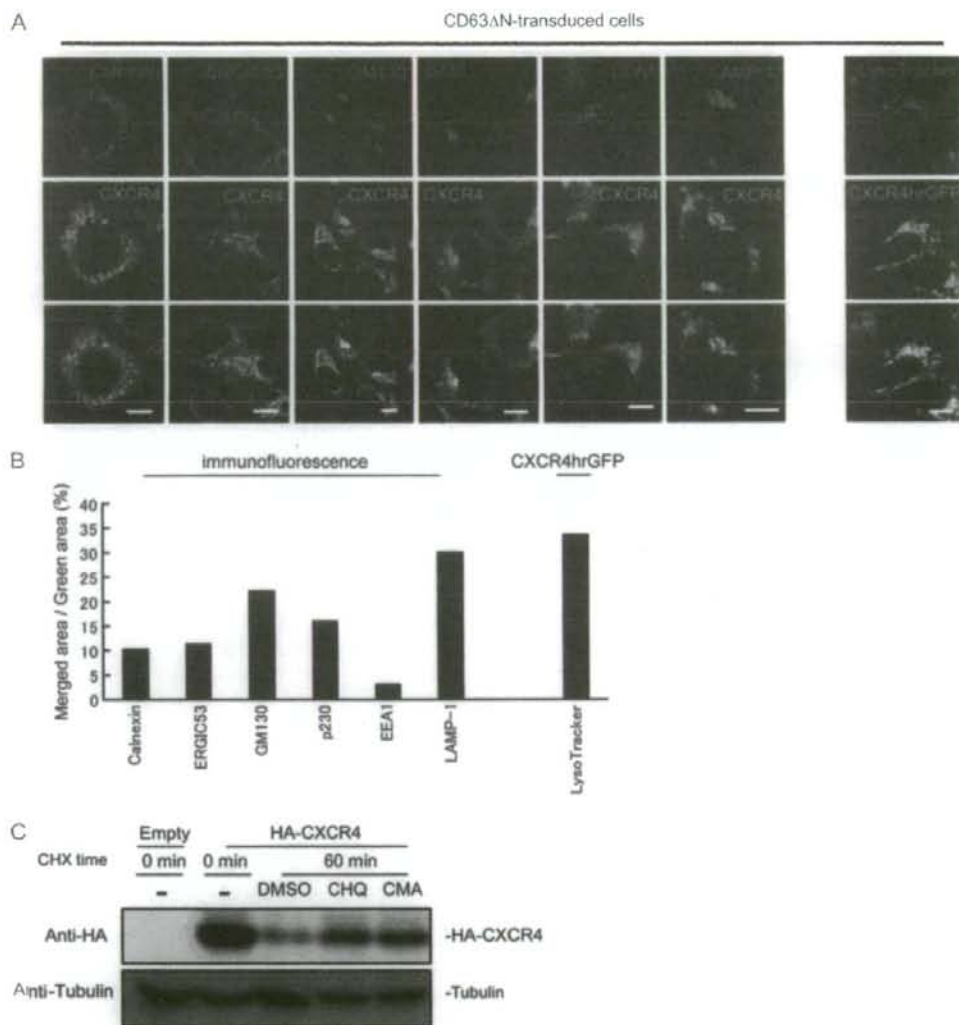 A
CD63ΔN-transduced cells
CXCR4 CXCR4 CXCR4 CXCR4 CXCR4 CXCR4 CXCR4hrGFP
B
immunofluorescence CXCR4hrGFP
Merged area / Green area (%)
40
35
30
25
20
15
10
5
0
Calnexin ERGIC53 GM130 p230 EEA1 LAMP-1 LysoTracker
C
Empty HA-CXCR4
CHX time 0 min 0 min 60 min
- - DMSO CHQ CMA
Anti-HA -HA-CXCR4
Anti-Tubulin -Tubulin